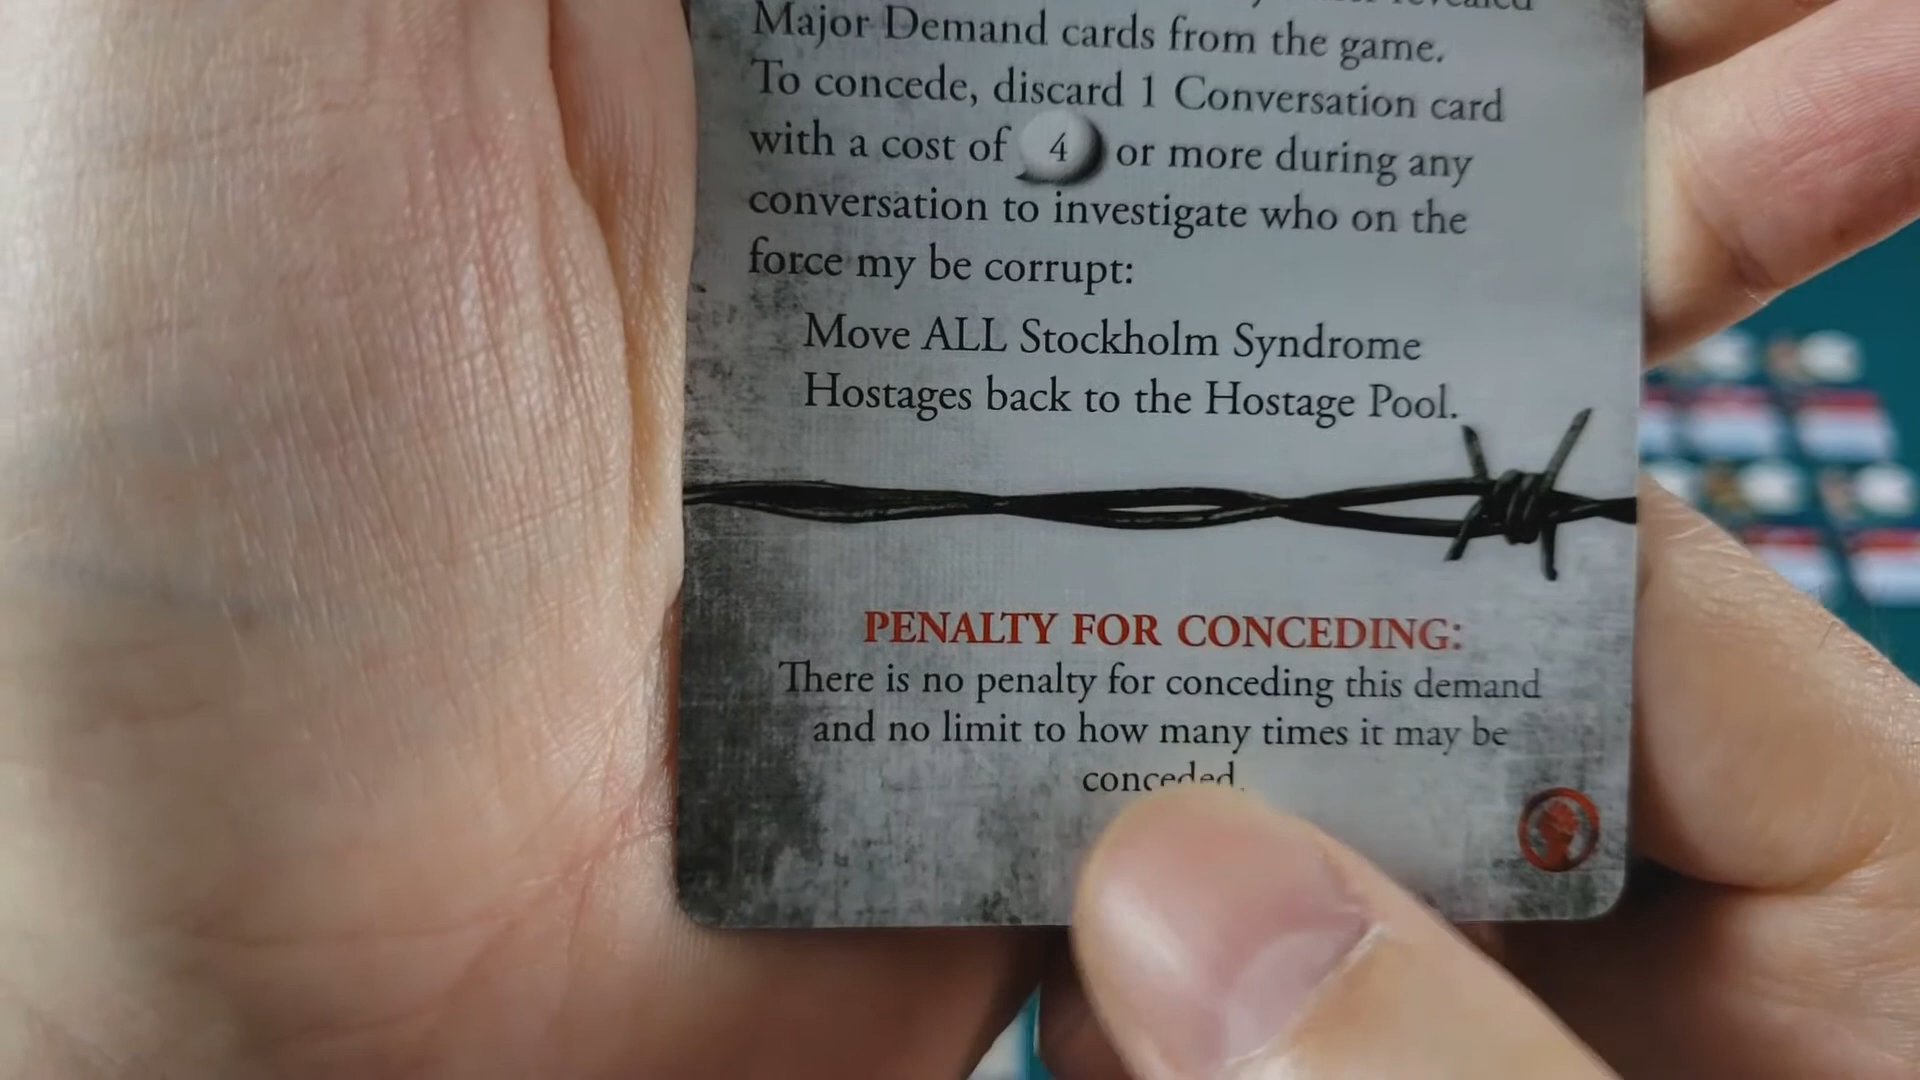 revealed
Major Demand cards from the game.
To concede, discard 1 Conversation card
with a cost of 4 or more during any
conversation to investigate who on the
force my be corrupt:
Move ALL Stockholm Syndrome
Hostages back to the Hostage Pool.
PENALTY FOR CONCEDING:
There is no penalty for conceding this demand
and no limit to how many times it may be
conceded.